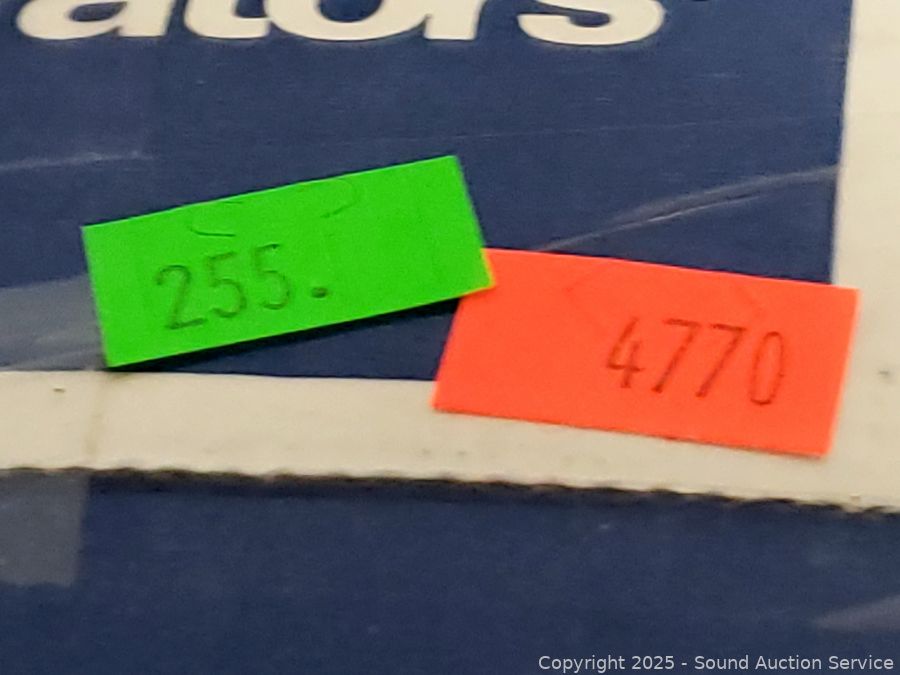 ators
255.
4770
Copyright 2025 - Sound Auction Service